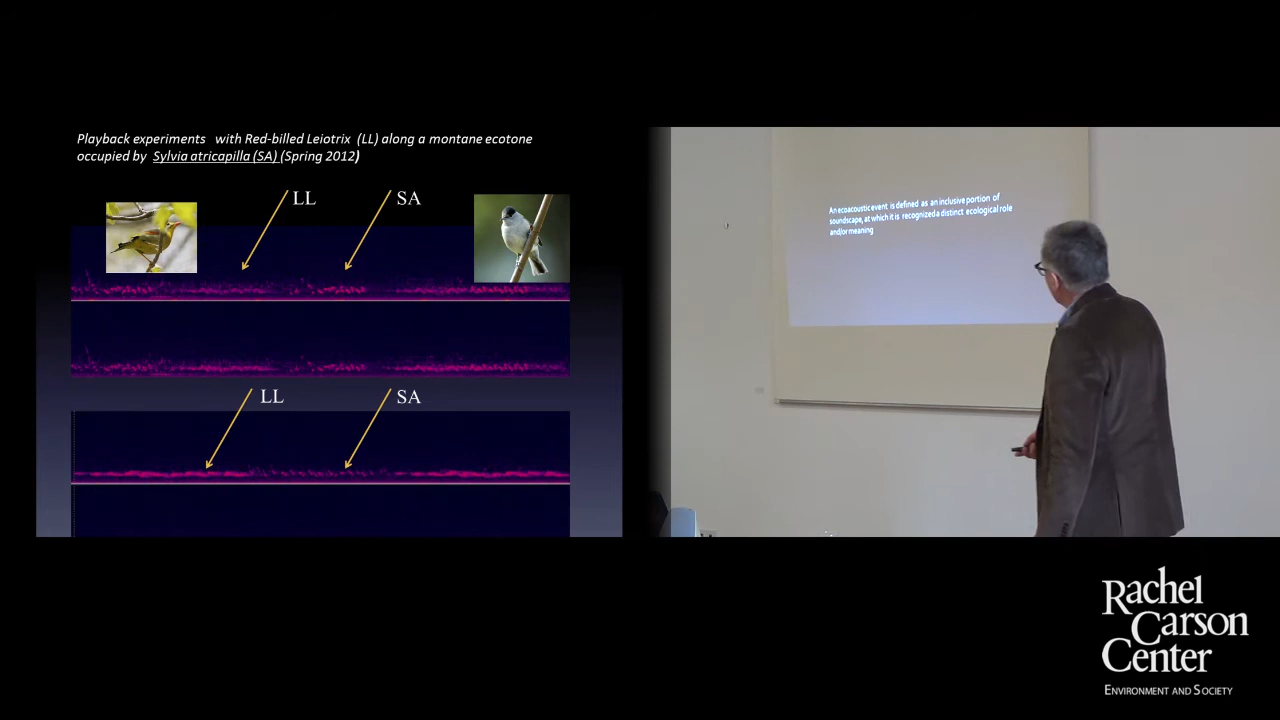 Playback experiments with Red-billed Leiotrix (LL) along a montane ecotone
occupied by Sylvia atricapilla (SA) (Spring 2012)
LL
SA
LL
SA
An ecoacoustic event is defined as an inclusive portion of
soundscape, at which it is recognized a distinct ecological role
and/or meaning
Rachel
Carson
Center
ENVIRONMENT AND SOCIETY